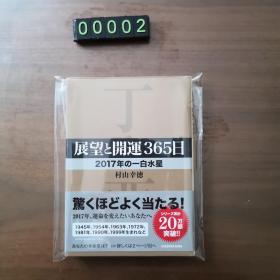 00002
丁酉
展望と開運365日
2017年の一白水星
村山幸徳
驚くほどよく当たる!
2017年、運命を変えたいあなたへ
シリーズ累計
20万部
突破!!
1945年、1954年、1963年、1972年、
1981年、1990年、1999年生まれなど